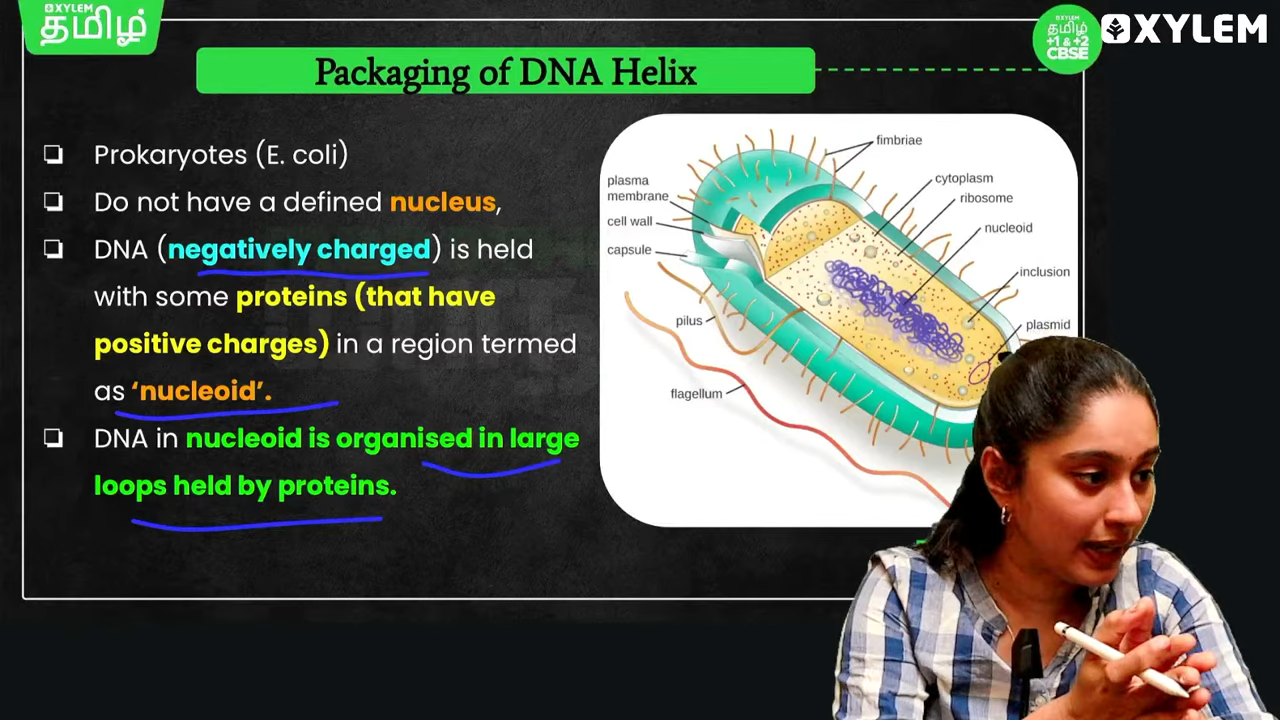 XYLEM
தமிழ்
XYLEM
தமிழ்
+1 & +2
CBSE
XYLEM
Packaging of DNA Helix
Prokaryotes (E. coli)
Do not have a defined nucleus,
DNA (negatively charged) is held
with some proteins (that have
positive charges) in a region termed
as ‘nucleoid’.
DNA in nucleoid is organised in large
loops held by proteins.
fimbriae
plasma
membrane
cell wall
capsule
cytoplasm
ribosome
nucleoid
inclusion
plasmid
pilus
flagellum